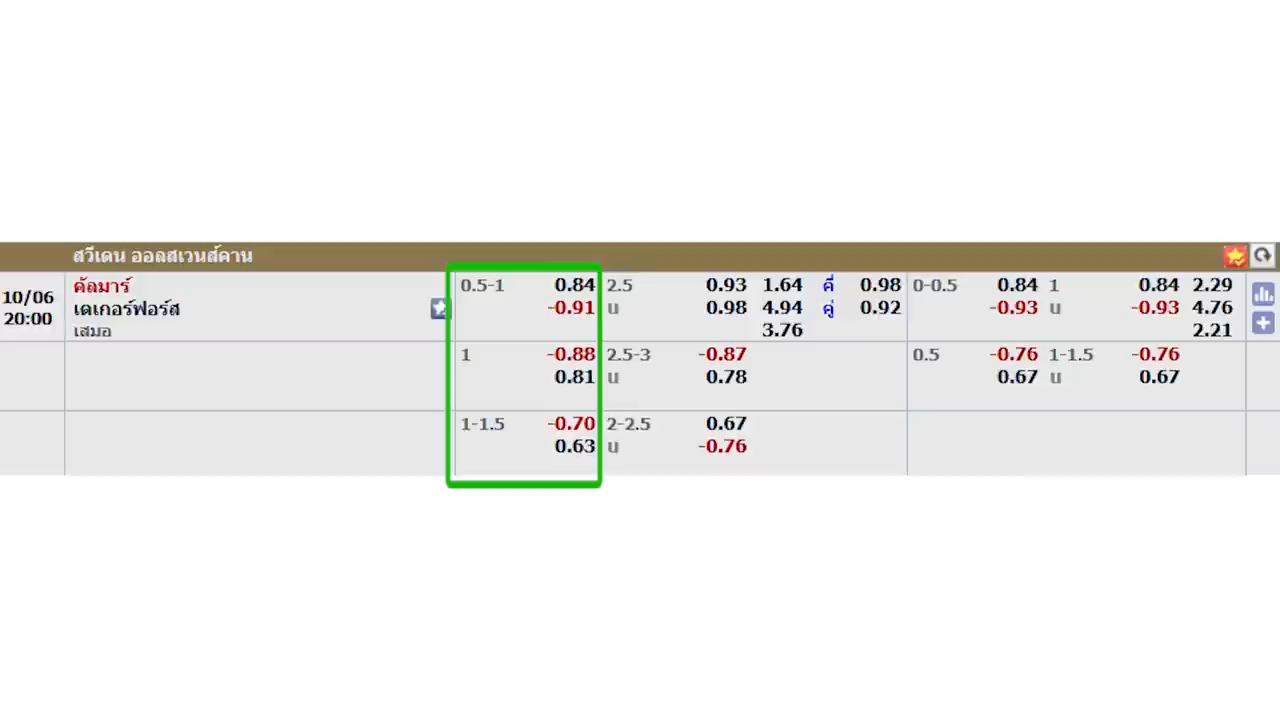 สวีเดน ออลสเวนส์คาน
10/06 20:00
คัลมาร์ 0.5-1 0.84 2.5 0.93 1.64 คี่ 0.98 0-0.5 0.84 1 0.84 2.29
เดเกอร์ฟอร์ส -0.91 u 0.98 4.94 คู่ 0.92 -0.93 u -0.93 4.76
เสมอ 3.76 2.21
1 -0.88 2.5-3 -0.87 0.5 -0.76 1-1.5 -0.76
0.81 u 0.78 0.67 u 0.67
1-1.5 -0.70 2-2.5 0.67
0.63 u -0.76